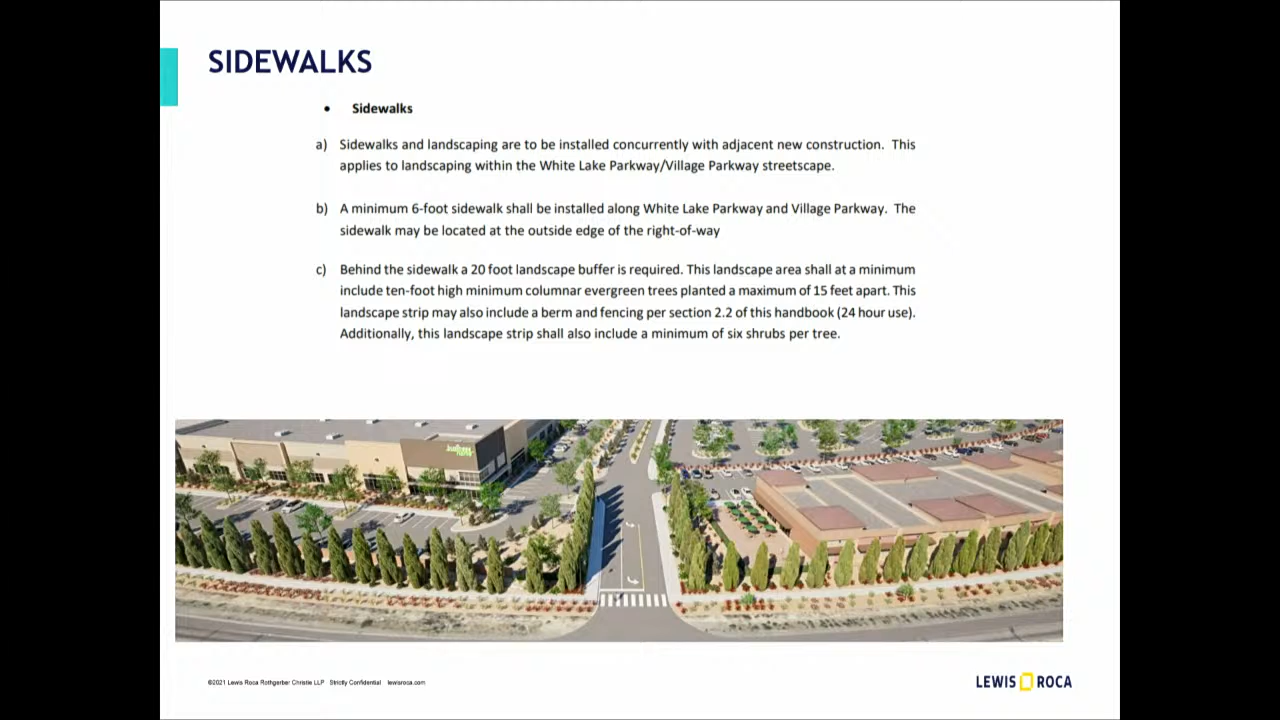 SIDEWALKS
• Sidewalks
a) Sidewalks and landscaping are to be installed concurrently with adjacent new construction. This
applies to landscaping within the White Lake Parkway/Village Parkway streetscape.
b) A minimum 6-foot sidewalk shall be installed along White Lake Parkway and Village Parkway. The
sidewalk may be located at the outside edge of the right-of-way
c) Behind the sidewalk a 20 foot landscape buffer is required. This landscape area shall at a minimum
include ten-foot high minimum columnar evergreen trees planted a maximum of 15 feet apart. This
landscape strip may also include a berm and fencing per section 2.2 of this handbook (24 hour use).
Additionally, this landscape strip shall also include a minimum of six shrubs per tree.
©2021 Lewis Roca Rothgerber Christie LLP Strictly Confidential lewisroca.com
LEWIS ROCA